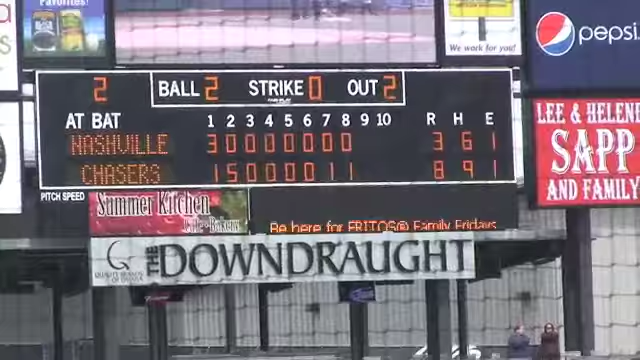 Favorites!
We work for you!
pepsi.
2 BALL 2 STRIKE 0 OUT 2
AT BAT 1 2 3 4 5 6 7 8 9 10 R H E
NASHVILLE 3 0 0 0 0 0 0 0 3 6 1
CHASERS 1 5 0 0 0 0 1 1 8 9 1
LEE & HELENE
SAPP
AND FAMILY
PITCH SPEED
Summer Kitchen
Cafe & Bakery
Be here for FRITOS® Family Fridays
THE DOWNDRAUGHT